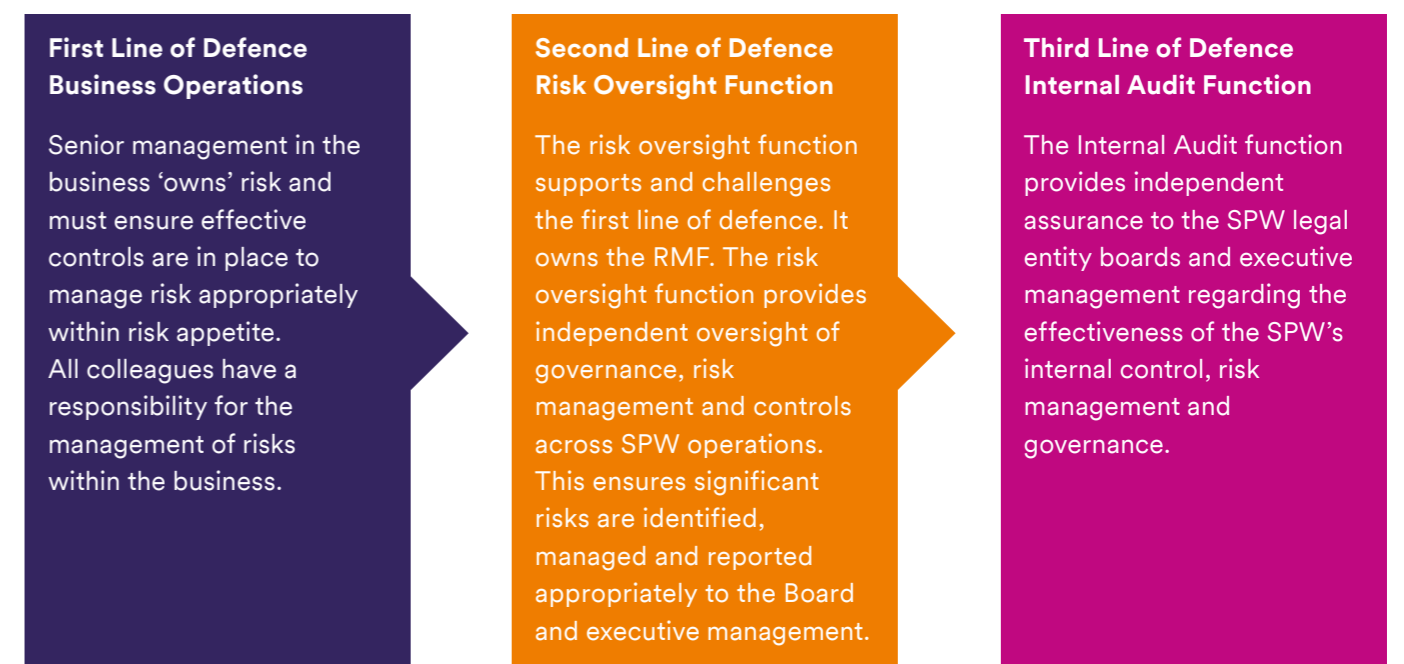 First Line of Defence
Business Operations
Senior management in the
business ‘owns’ risk and
must ensure effective
controls are in place to
manage risk appropriately
within risk appetite.
All colleagues have a
responsibility for the
management of risks
within the business.
Second Line of Defence
Risk Oversight Function
The risk oversight function
supports and challenges
the first line of defence. It
owns the RMF. The risk
oversight function provides
independent oversight of
governance, risk
management and controls
across SPW operations.
This ensures significant
risks are identified,
managed and reported
appropriately to the Board
and executive management.
Third Line of Defence
Internal Audit Function
The Internal Audit function
provides independent
assurance to the SPW legal
entity boards and executive
management regarding the
effectiveness of the SPW’s
internal control, risk
management and
governance.